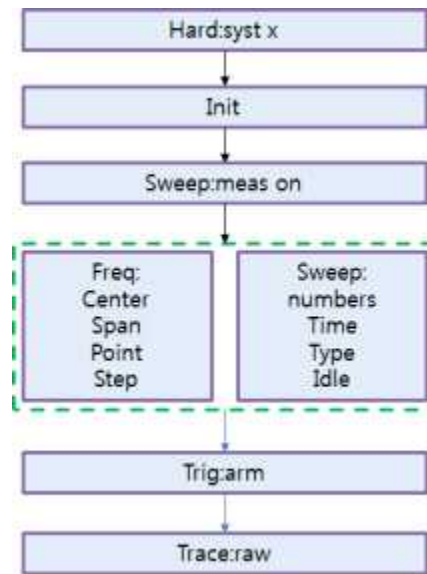 Hard:syst x
Init
Sweep:meas on
Freq:
Center
Span
Point
Step
Sweep:
numbers
Time
Type
Idle
Trig:arm
Trace:raw